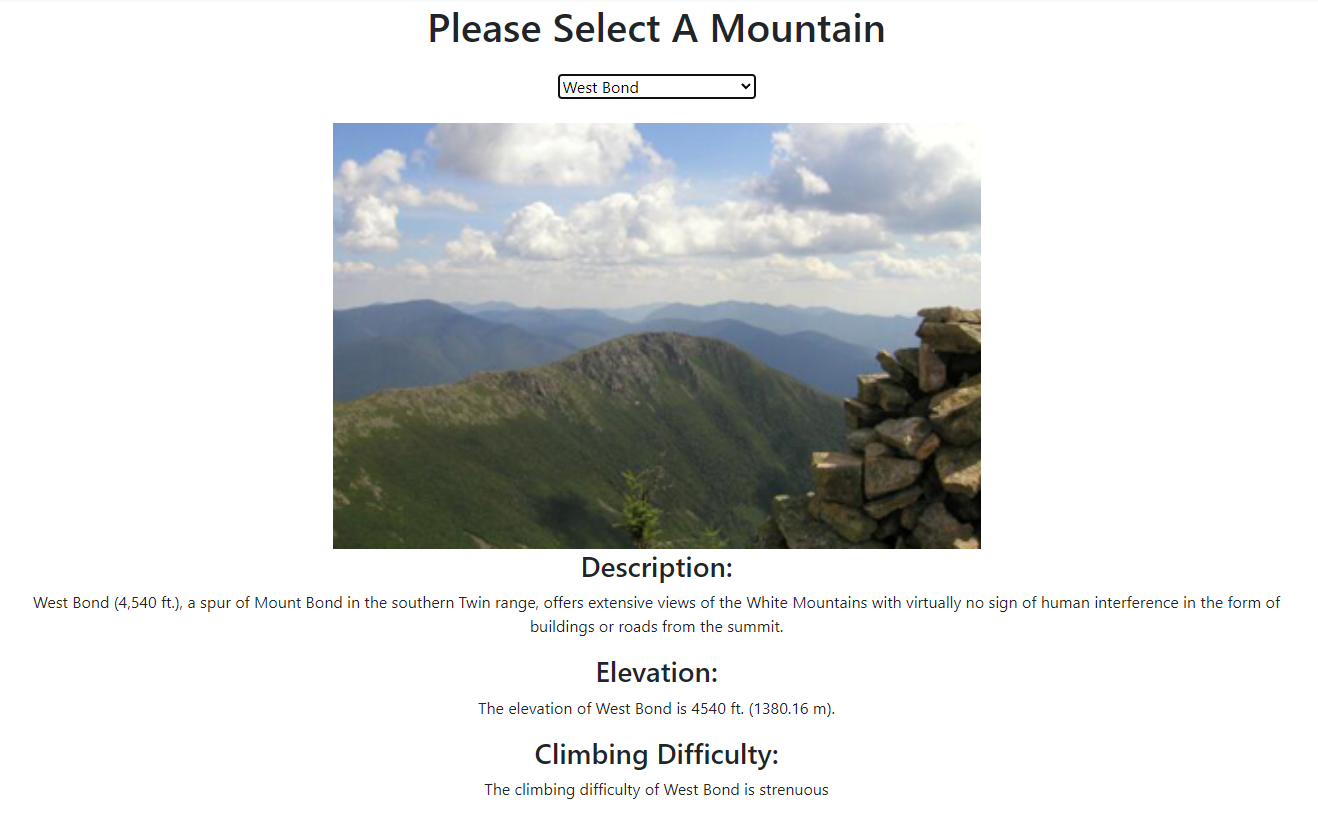 Please Select A Mountain
West Bond
Description:
West Bond (4,540 ft.), a spur of Mount Bond in the southern Twin range, offers extensive views of the White Mountains with virtually no sign of human interference in the form of
buildings or roads from the summit.
Elevation:
The elevation of West Bond is 4540 ft. (1380.16 m).
Climbing Difficulty:
The climbing difficulty of West Bond is strenuous